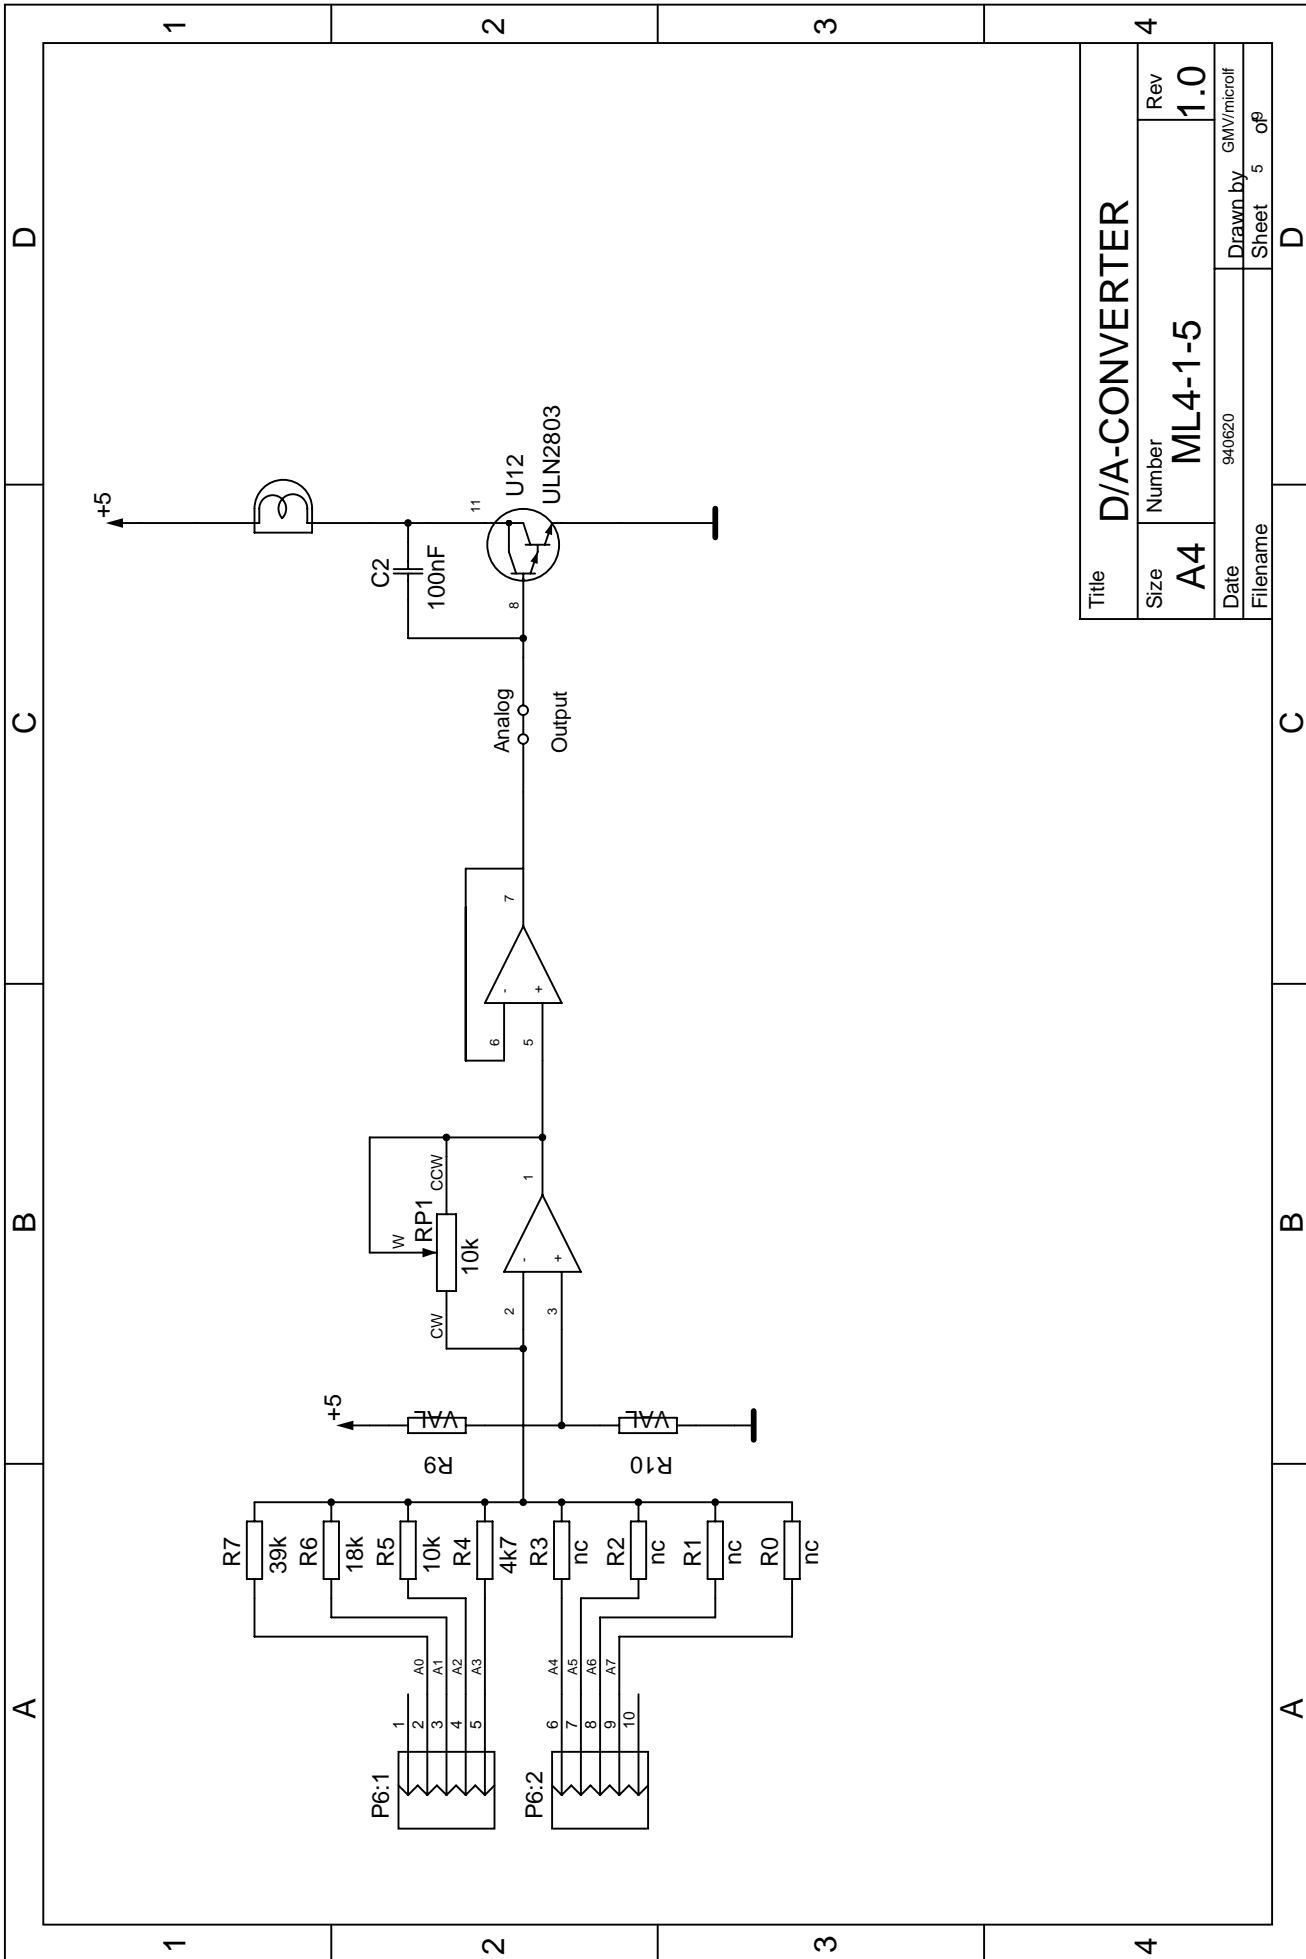 A
B
C
D
1
2
3
4
+5
R7
39k
R6
18k
R5
10k
R4
4k7
R3
nc
R2
nc
R1
nc
R0
nc
P6:1
1
2
3
4
5
A0
A1
A2
A3
P6:2
6
7
8
9
10
A4
A5
A6
A7
+5
R9
VAL
R10
VAL
CW
W
CCW
RP1
10k
2
3
1
-
+
6
5
7
-
+
Analog
Output
C2
100nF
8
11
U12
ULN2803
Title
D/A-CONVERTER
Size
A4
Number
ML4-1-5
Rev
1.0
Date
940620
Drawn by
GMV/microlf
Filename
Sheet 5 of 9
1
2
3
4
A
B
C
D